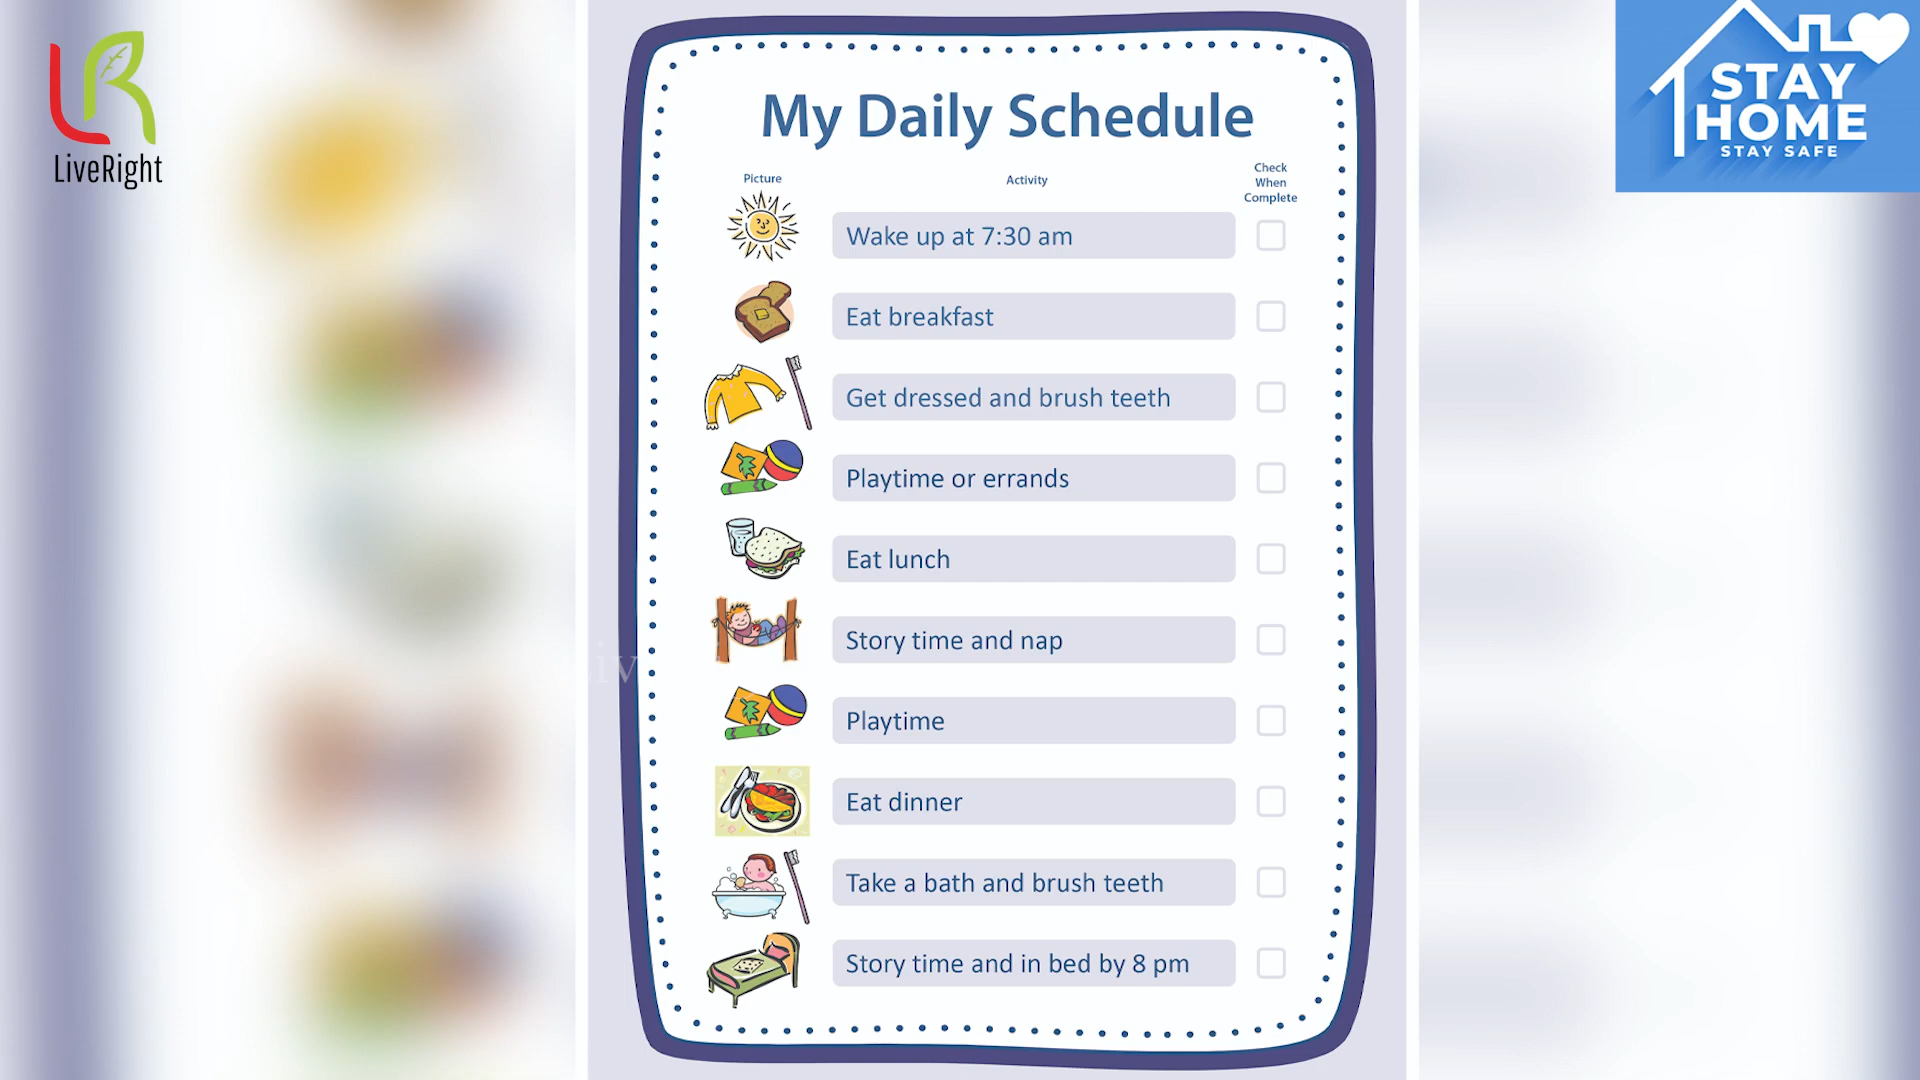 LiveRight
STAY
HOME
STAY SAFE
My Daily Schedule
Picture
Activity
Check
When
Complete
Wake up at 7:30 am
Eat breakfast
Get dressed and brush teeth
Playtime or errands
Eat lunch
Story time and nap
Playtime
Eat dinner
Take a bath and brush teeth
Story time and in bed by 8 pm